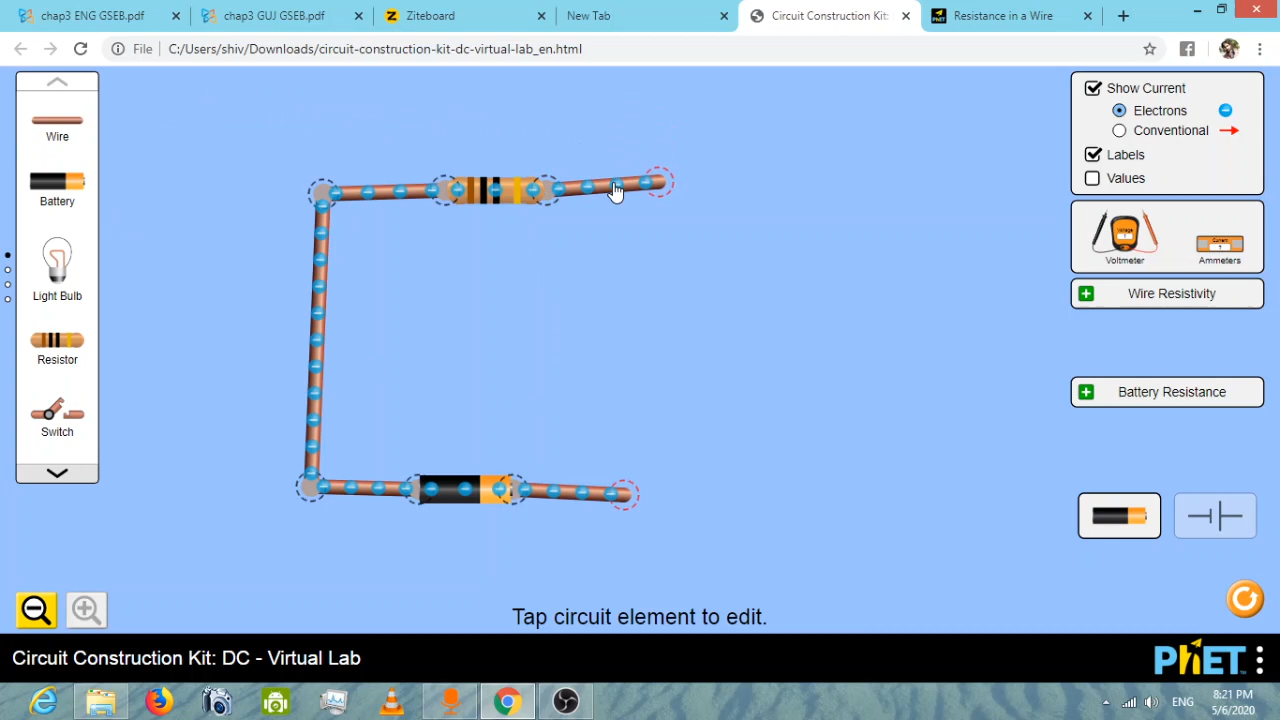 chap3 ENG GSEB.pdf
chap3 GUJ GSEB.pdf
Ziteboard
New Tab
Circuit Construction Kit:
Resistance in a Wire
File
C:/Users/shiv/Downloads/circuit-construction-kit-dc-virtual-lab_en.html
Wire
Battery
Light Bulb
Resistor
Switch
Show Current
Electrons
Conventional
Labels
Values
Voltage
?
Voltmeter
Current
?
Ammeters
Wire Resistivity
Battery Resistance
Tap circuit element to edit.
Circuit Construction Kit: DC - Virtual Lab
PhET
ENG
8:21 PM
5/6/2020